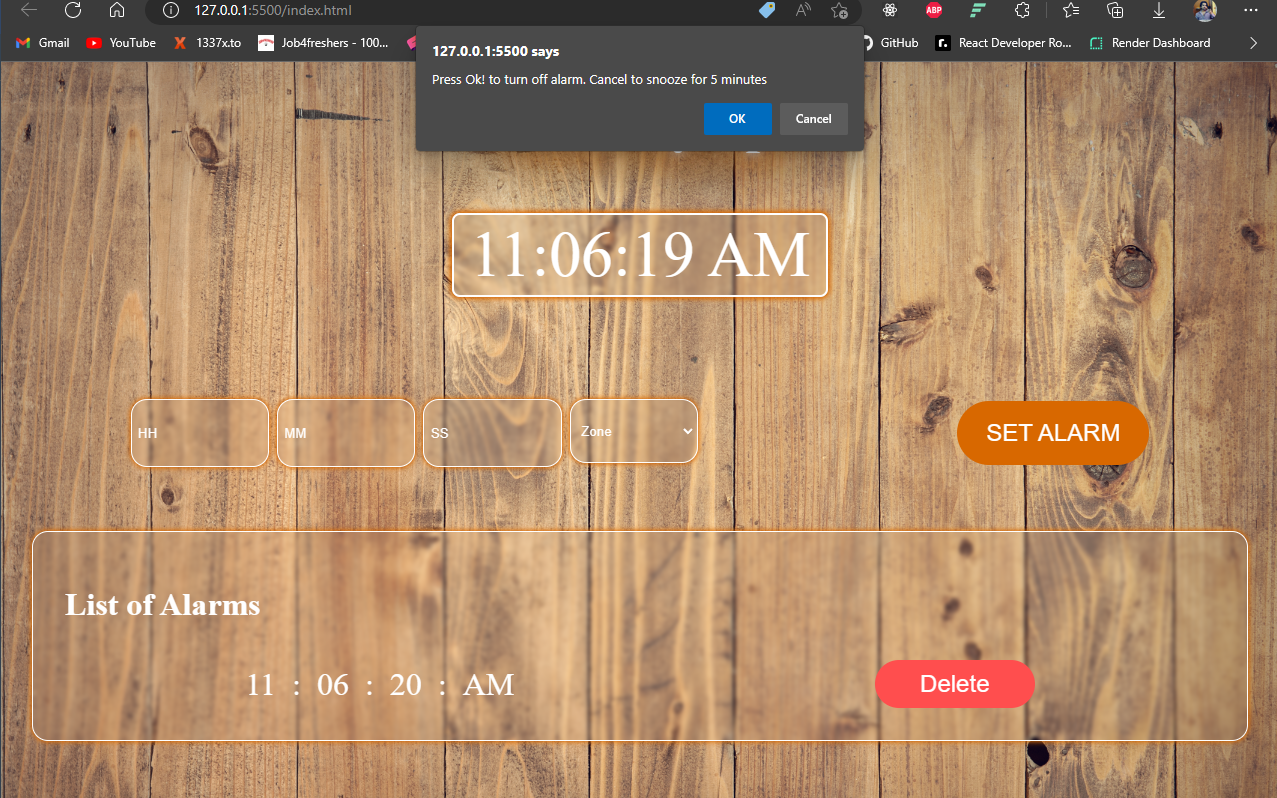 127.0.0.1:5500/index.html
ABP
Gmail
YouTube
X
1337x.to
Job4freshers - 100...
GitHub
r.
React Developer Ro...
Render Dashboard
127.0.0.1:5500 says
Press Ok! to turn off alarm. Cancel to snooze for 5 minutes
OK
Cancel
11:06:19 AM
HH
MM
SS
Zone
SET ALARM
List of Alarms
11 : 06 : 20 : AM
Delete